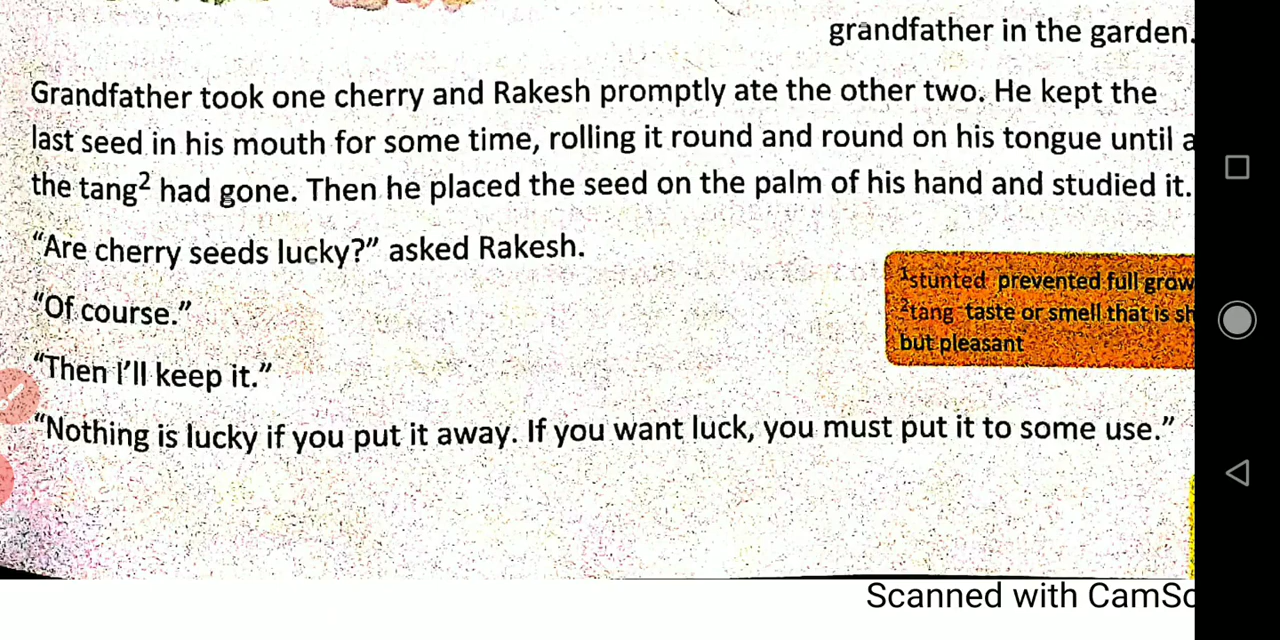 grandfather in the garden.
Grandfather took one cherry and Rakesh promptly ate the other two. He kept the
last seed in his mouth for some time, rolling it round and round on his tongue until a
the tang² had gone. Then he placed the seed on the palm of his hand and studied it.
“Are cherry seeds lucky?” asked Rakesh.
“Of course.”
“Then I’ll keep it.”
“Nothing is lucky if you put it away. If you want luck, you must put it to some use.”
¹stunted prevented full grow
²tang taste or smell that is sh
but pleasant
Scanned with CamSc